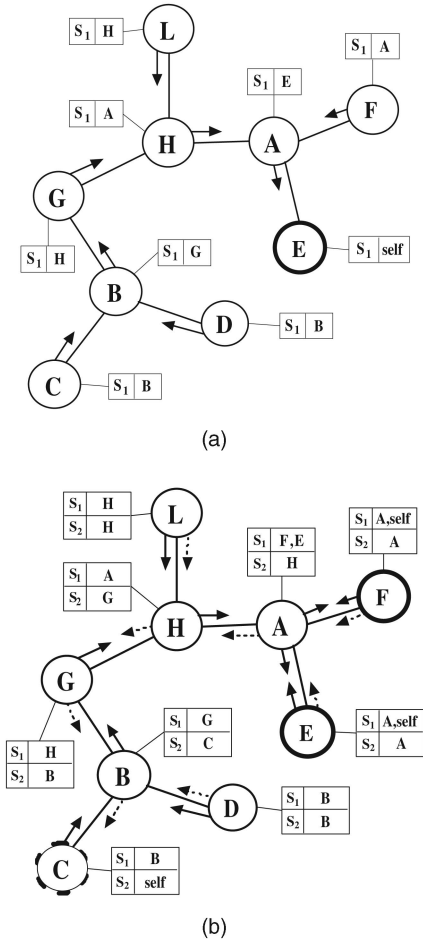 S1 H
L
S1 A
F
S1 E
A
S1 A
H
G
S1 H
E
S1 self
S1 G
B
D
S1 B
C
S1 B
(a)
S1 H
S2 H
L
S1 F,E
S2 H
S1 A,self
S2 A
F
S1 A
S2 G
H
A
G
S1 H
S2 B
S1 G
S2 C
E
S1 A,self
S2 A
B
D
S1 B
S2 B
C
S1 B
S2 self
(b)